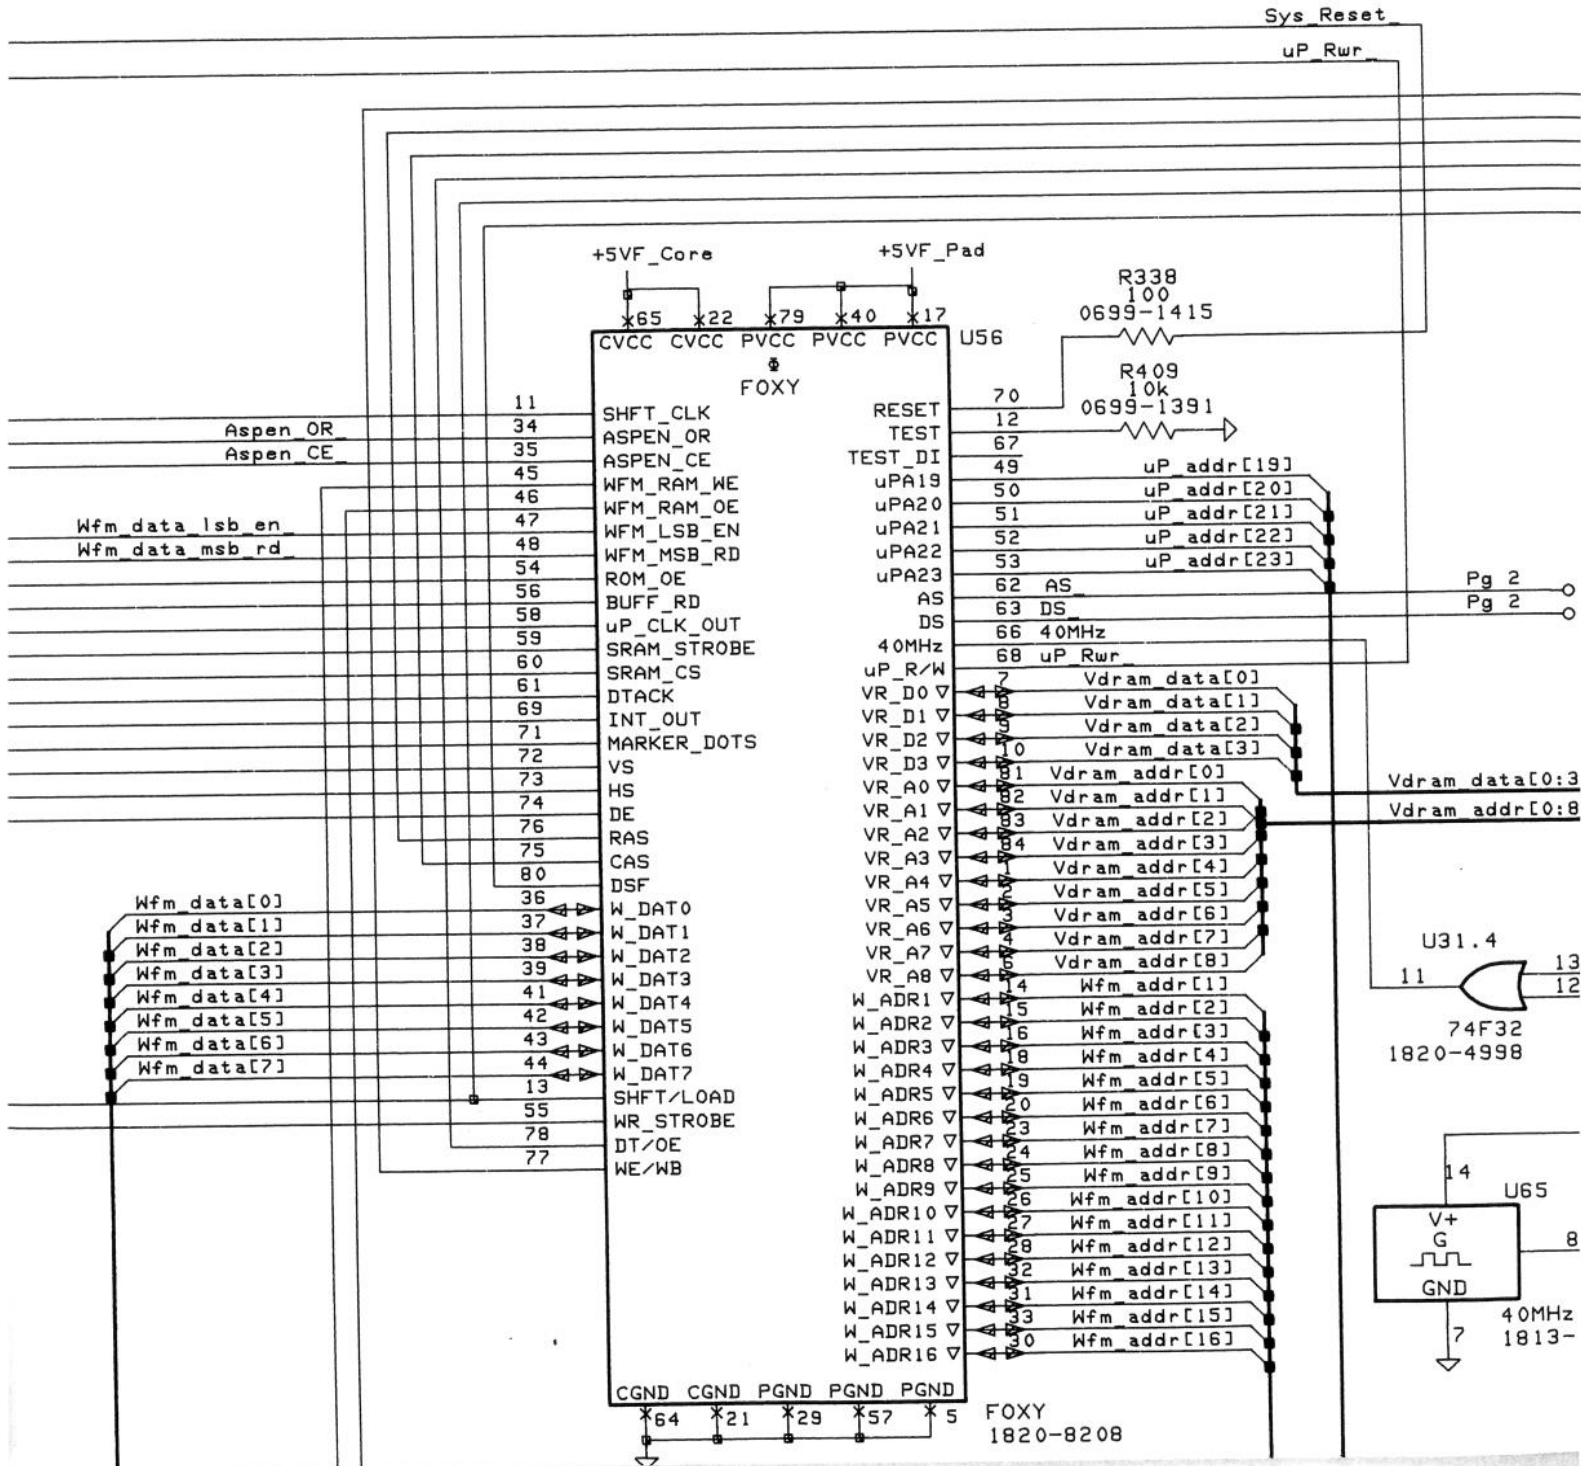 Sys_Reset_
uP_Rwr_
+5VF_Core
+5VF_Pad
R338
100
0699-1415
65 22 79 40 17
CVCC CVCC PVCC PVCC PVCC
U56
Φ
FOXY
R409
10k
0699-1391
11 SHFT_CLK
Aspen_OR_ 34 ASPEN_OR
Aspen_CE_ 35 ASPEN_CE
45 WFM_RAM_WE
46 WFM_RAM_OE
Wfm_data_lsb_en_ 47 WFM_LSB_EN
Wfm_data_msb_rd_ 48 WFM_MSB_RD
54 ROM_OE
56 BUFF_RD
58 uP_CLK_OUT
59 SRAM_STROBE
60 SRAM_CS
61 DTACK
69 INT_OUT
71 MARKER_DOTS
72 VS
73 HS
74 DE
76 RAS
75 CAS
80 DSF
Wfm_data[0] 36 W_DAT0
Wfm_data[1] 37 W_DAT1
Wfm_data[2] 38 W_DAT2
Wfm_data[3] 39 W_DAT3
Wfm_data[4] 41 W_DAT4
Wfm_data[5] 42 W_DAT5
Wfm_data[6] 43 W_DAT6
Wfm_data[7] 44 W_DAT7
13 SHFT/LOAD
55 WR_STROBE
78 DT/OE
77 WE/WB
RESET 70
TEST 12
TEST_DI 67
uPA19 49 uP_addr[19]
uPA20 50 uP_addr[20]
uPA21 51 uP_addr[21]
uPA22 52 uP_addr[22]
uPA23 53 uP_addr[23]
AS 62 AS_ Pg 2
DS 63 DS_ Pg 2
40MHz 66 40MHz
uP_R/W 68 uP_Rwr_
VR_D0 7 Vdram_data[0]
VR_D1 Vdram_data[1]
VR_D2 Vdram_data[2]
VR_D3 10 Vdram_data[3]
VR_A0 Vdram_addr[0]
VR_A1 Vdram_addr[1]
VR_A2 Vdram_addr[2]
VR_A3 Vdram_addr[3]
VR_A4 Vdram_addr[4]
VR_A5 Vdram_addr[5]
VR_A6 Vdram_addr[6]
VR_A7 Vdram_addr[7]
VR_A8 Vdram_addr[8]
W_ADR1 Wfm_addr[1]
W_ADR2 Wfm_addr[2]
W_ADR3 16 Wfm_addr[3]
W_ADR4 18 Wfm_addr[4]
W_ADR5 19 Wfm_addr[5]
W_ADR6 Wfm_addr[6]
W_ADR7 Wfm_addr[7]
W_ADR8 Wfm_addr[8]
W_ADR9 Wfm_addr[9]
W_ADR10 Wfm_addr[10]
W_ADR11 Wfm_addr[11]
W_ADR12 Wfm_addr[12]
W_ADR13 32 Wfm_addr[13]
W_ADR14 31 Wfm_addr[14]
W_ADR15 33 Wfm_addr[15]
W_ADR16 30 Wfm_addr[16]
Vdram_data[0:3
Vdram_addr[0:8
U31.4
11
13
12
74F32
1820-4998
14
U65
V+
G
GND
8
7
40MHz
1813-
CGND CGND PGND PGND PGND
64 21 29 57 5
FOXY
1820-8208